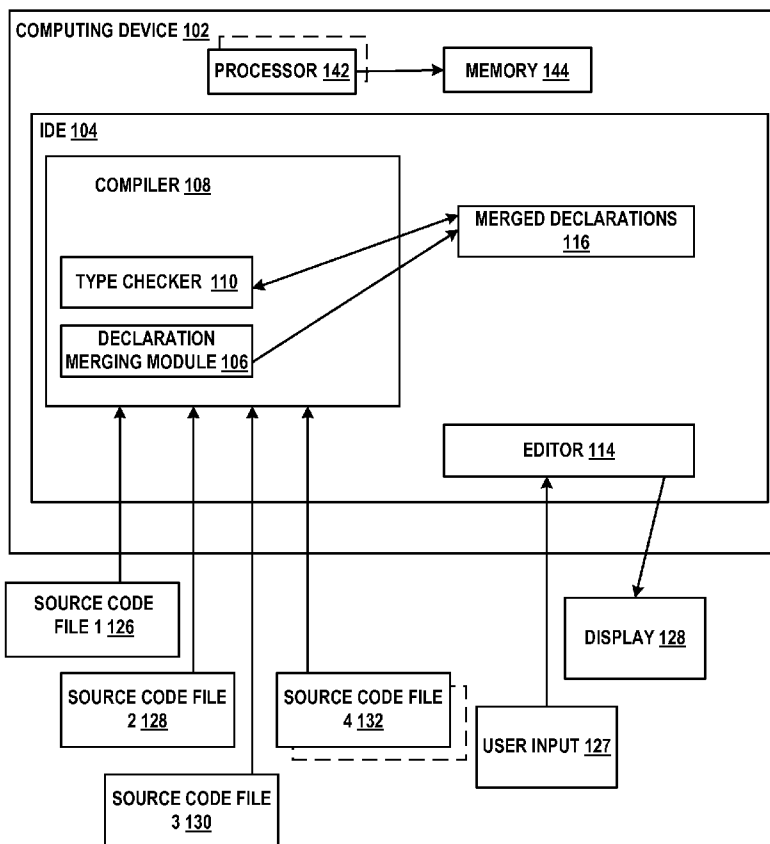 COMPUTING DEVICE 102
PROCESSOR 142
MEMORY 144
IDE 104
COMPILER 108
MERGED DECLARATIONS
116
TYPE CHECKER 110
DECLARATION
MERGING MODULE 106
EDITOR 114
SOURCE CODE
FILE 1 126
DISPLAY 128
SOURCE CODE FILE
2 128
SOURCE CODE FILE
4 132
USER INPUT 127
SOURCE CODE FILE
3 130